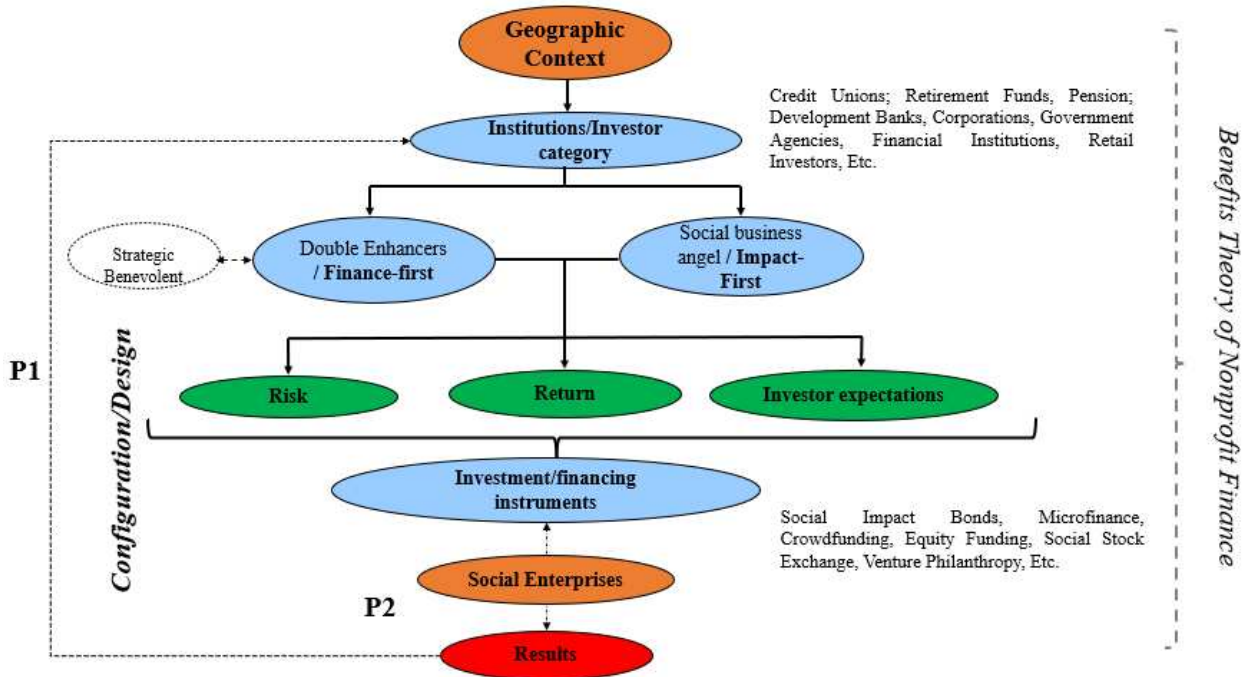 Geographic
Context
Credit Unions; Retirement Funds, Pension;
Development Banks, Corporations, Government
Agencies, Financial Institutions, Retail
Investors, Etc.
Institutions/Investor
category
Strategic
Benevolent
Double Enhancers
/ Finance-first
Social business
angel / Impact-
First
Benefits Theory of Nonprofit Finance
P1
Configuration/Design
Risk
Return
Investor expectations
Investment/financing
instruments
Social Impact Bonds, Microfinance,
Crowdfunding, Equity Funding, Social Stock
Exchange, Venture Philanthropy, Etc.
Social Enterprises
P2
Results